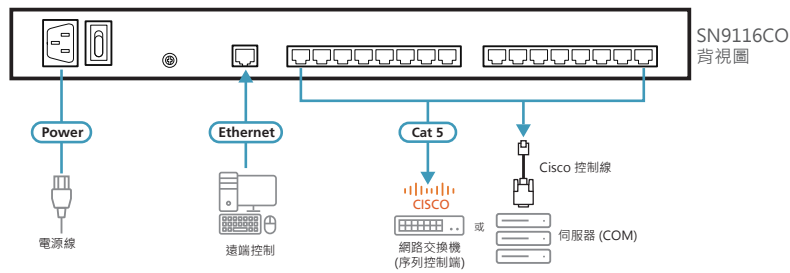 SN9116CO
背視圖
Power
Ethernet
Cat 5
Cisco 控制線
CISCO
電源線
遠端控制
網路交換機
(序列控制端)
或
伺服器 (COM)